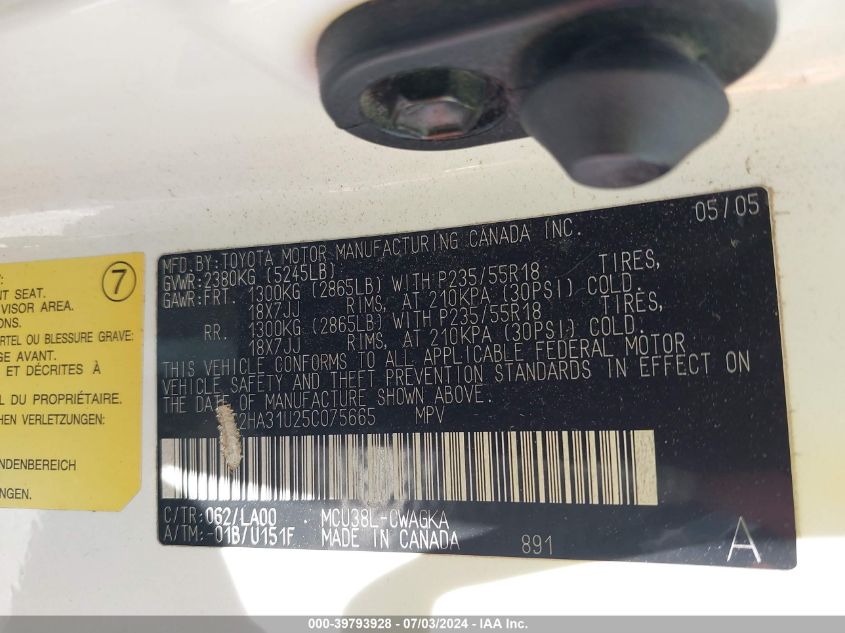 7
NT SEAT.
VISOR AREA.
ONS.
RTEL OU BLESSURE GRAVE:
GE AVANT.
ET DÉCRITES À
L DU PROPRIÉTAIRE.
N VERLETZUNGEN.
NDENBEREICH
GEN.
05/05
MFD.BY:TOYOTA MOTOR MANUFACTURING CANADA INC.
GVWR:2380KG (5245LB)
GAWR:FRT. 1300KG (2865LB) WITH P235/55R18 TIRES,
18X7JJ RIMS, AT 210KPA (30PSI) COLD.
RR. 1300KG (2865LB) WITH P235/55R18 TIRES,
18X7JJ RIMS, AT 210KPA (30PSI) COLD.
THIS VEHICLE CONFORMS TO ALL APPLICABLE FEDERAL MOTOR
VEHICLE SAFETY AND THEFT PREVENTION STANDARDS IN EFFECT ON
THE DATE OF MANUFACTURE SHOWN ABOVE.
2HA31U25C075665 MPV
C/TR:062/LA00 MCU38L-CWAGKA
A/TM:-01B/U151F MADE IN CANADA 891 A
000-39793928 - 07/03/2024 - IAA Inc.